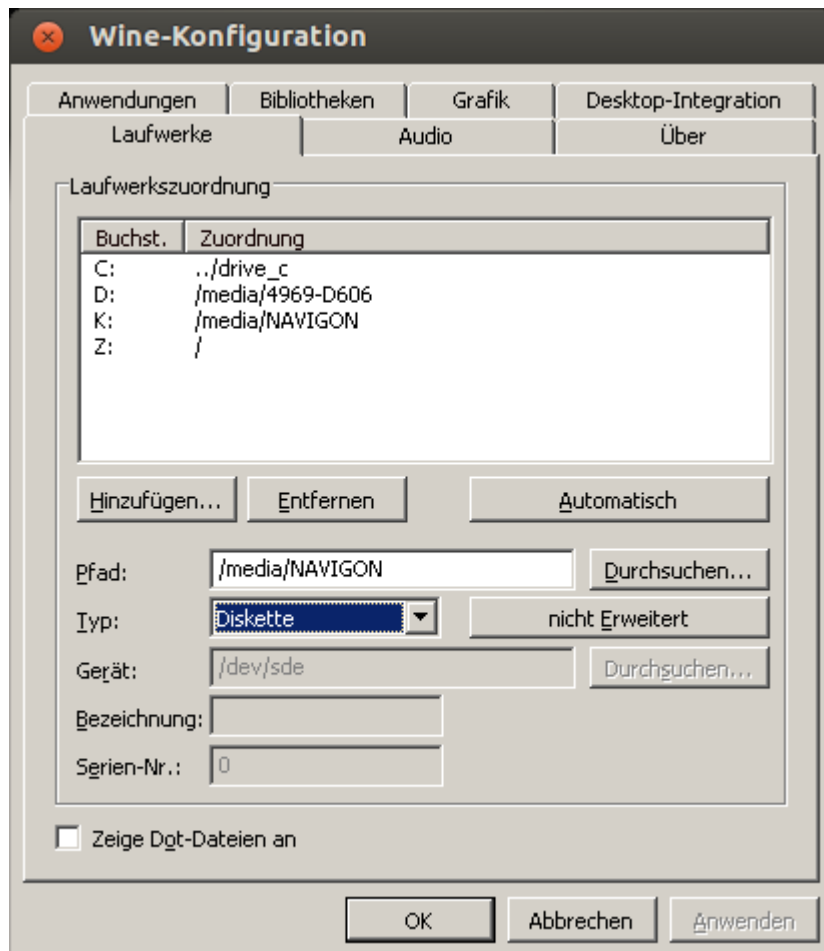 Wine-Konfiguration
Anwendungen Bibliotheken Grafik Desktop-Integration
Laufwerke Audio Über
Laufwerkszuordnung
Buchst. Zuordnung
C: ../drive_c
D: /media/4969-D606
K: /media/NAVIGON
Z: /
Hinzufügen... Entfernen Automatisch
Pfad: /media/NAVIGON Durchsuchen...
Typ: Diskette nicht Erweitert
Gerät: /dev/sde Durchsuchen...
Bezeichnung:
Serien-Nr.: 0
Zeige Dot-Dateien an
OK Abbrechen Anwenden